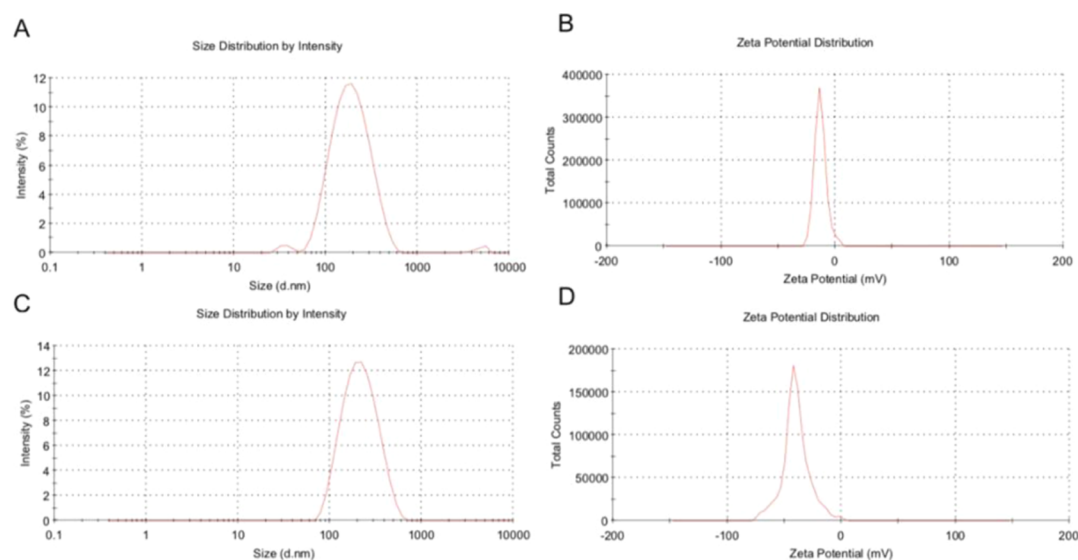 A
Size Distribution by Intensity
12
10
8
6
4
2
0
Intensity (%)
0.1 1 10 100 1000 10000
Size (d.nm)
B
Zeta Potential Distribution
400000
300000
200000
100000
0
Total Counts
-200 -100 0 100 200
Zeta Potential (mV)
C
Size Distribution by Intensity
14
12
10
8
6
4
2
0
Intensity (%)
0.1 1 10 100 1000 10000
Size (d.nm)
D
Zeta Potential Distribution
200000
150000
100000
50000
0
Total Counts
-200 -100 0 100 200
Zeta Potential (mV)